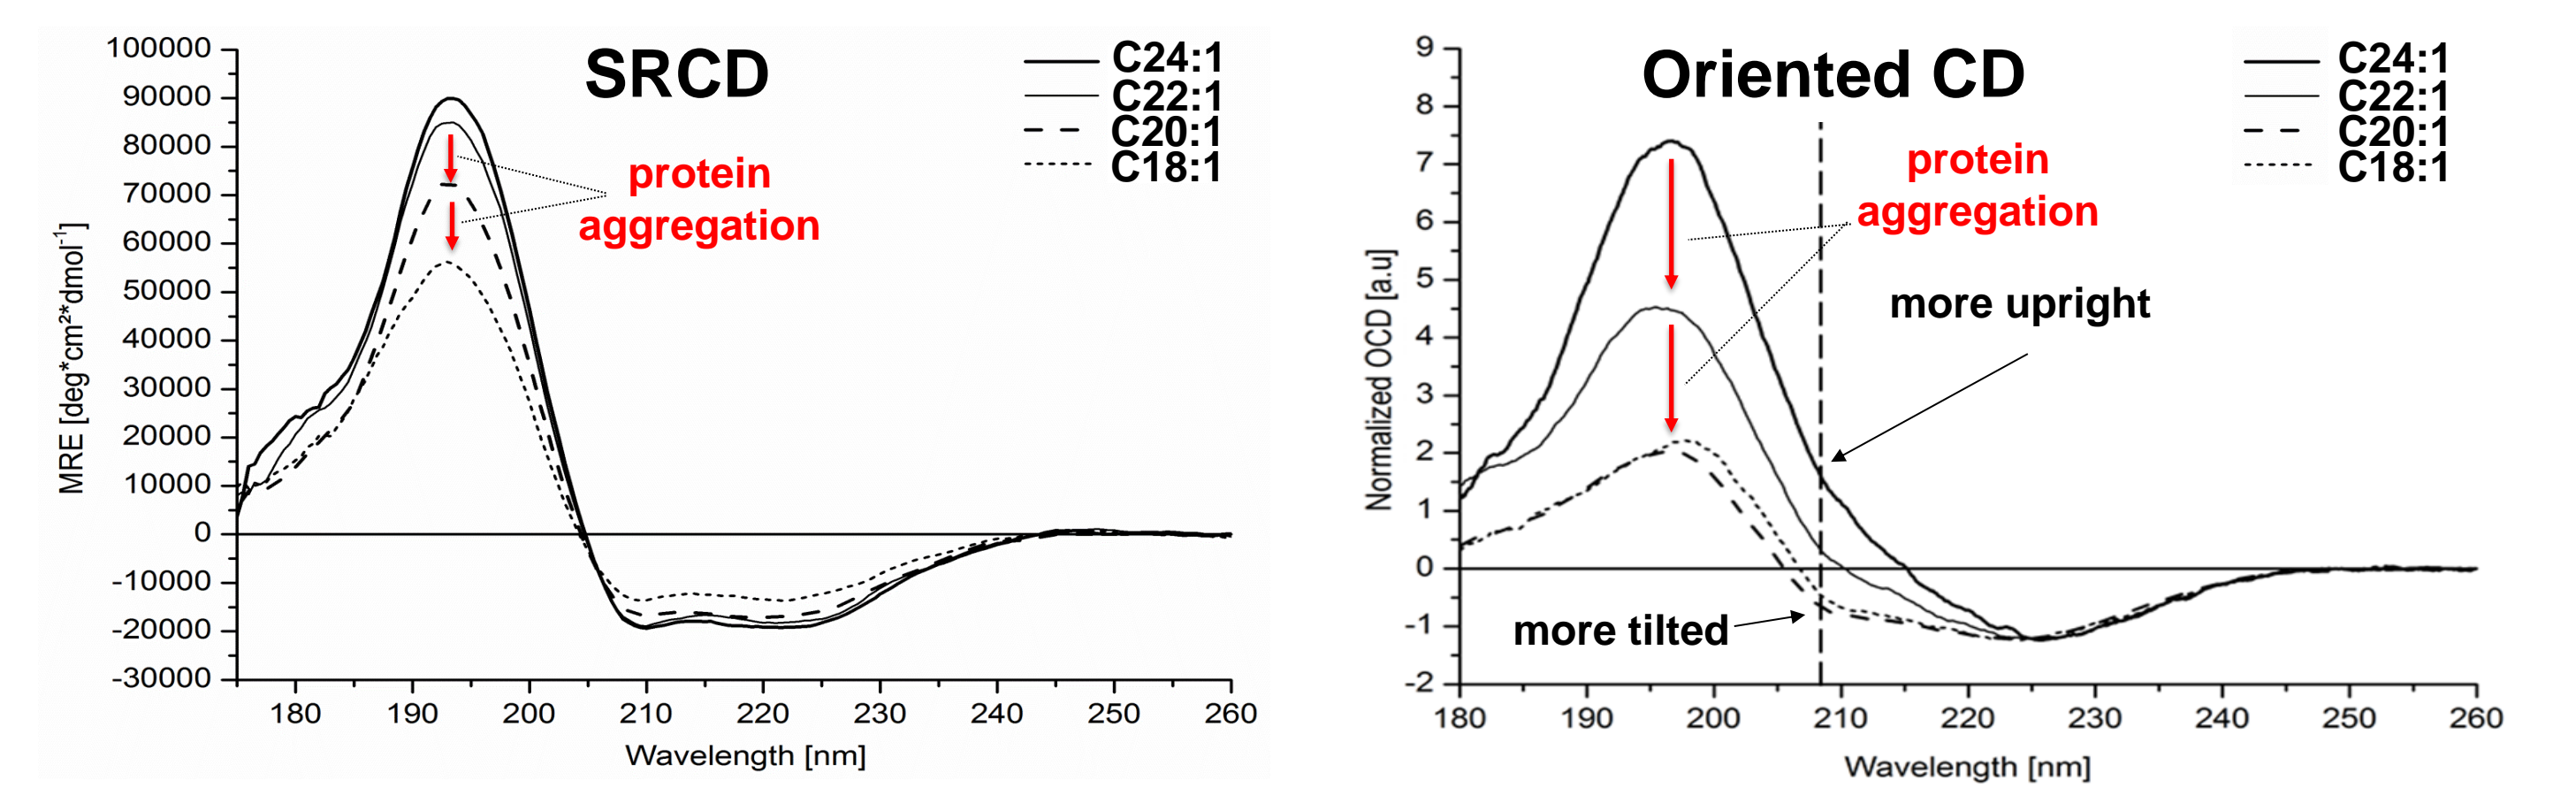 SRCD
C24:1
C22:1
C20:1
C18:1
protein
aggregation
100000
90000
80000
70000
60000
50000
40000
30000
20000
10000
0
-10000
-20000
-30000
MRE [deg*cm²*dmol⁻¹]
180 190 200 210 220 230 240 250 260
Wavelength [nm]
Oriented CD
C24:1
C22:1
C20:1
C18:1
protein
aggregation
more upright
more tilted
9
8
7
6
5
4
3
2
1
0
-1
-2
Normalized OCD [a.u]
180 190 200 210 220 230 240 250 260
Wavelength [nm]